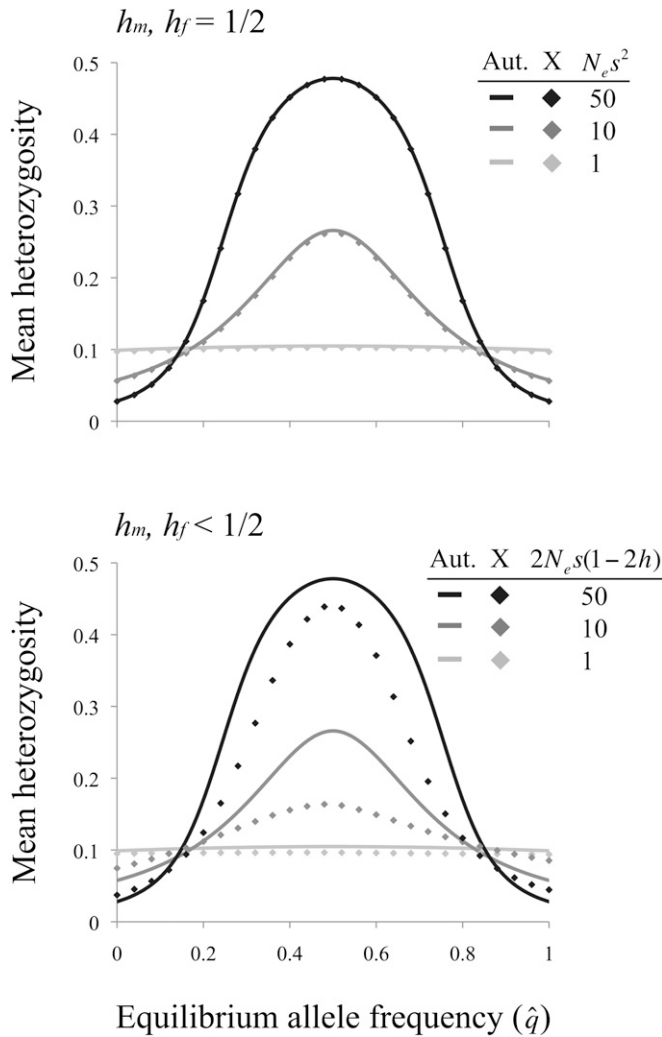 hm, hf = 1/2
Aut. X Nes²
50
10
1
0.5
0.4
0.3
0.2
0.1
0
Mean heterozygosity
hm, hf < 1/2
Aut. X 2Nes(1 – 2h)
50
10
1
0.5
0.4
0.3
0.2
0.1
0
Mean heterozygosity
0 0.2 0.4 0.6 0.8 1
Equilibrium allele frequency (q̂)